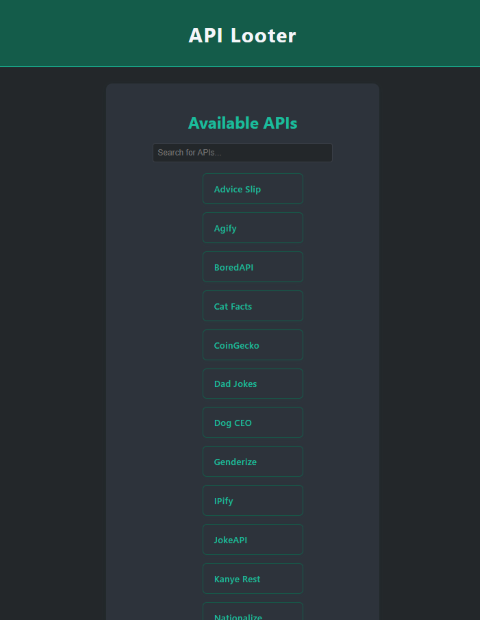 API Looter
Available APIs
Search for APIs...
Advice Slip
Agify
BoredAPI
Cat Facts
CoinGecko
Dad Jokes
Dog CEO
Genderize
IPify
JokeAPI
Kanye Rest
Nationalize